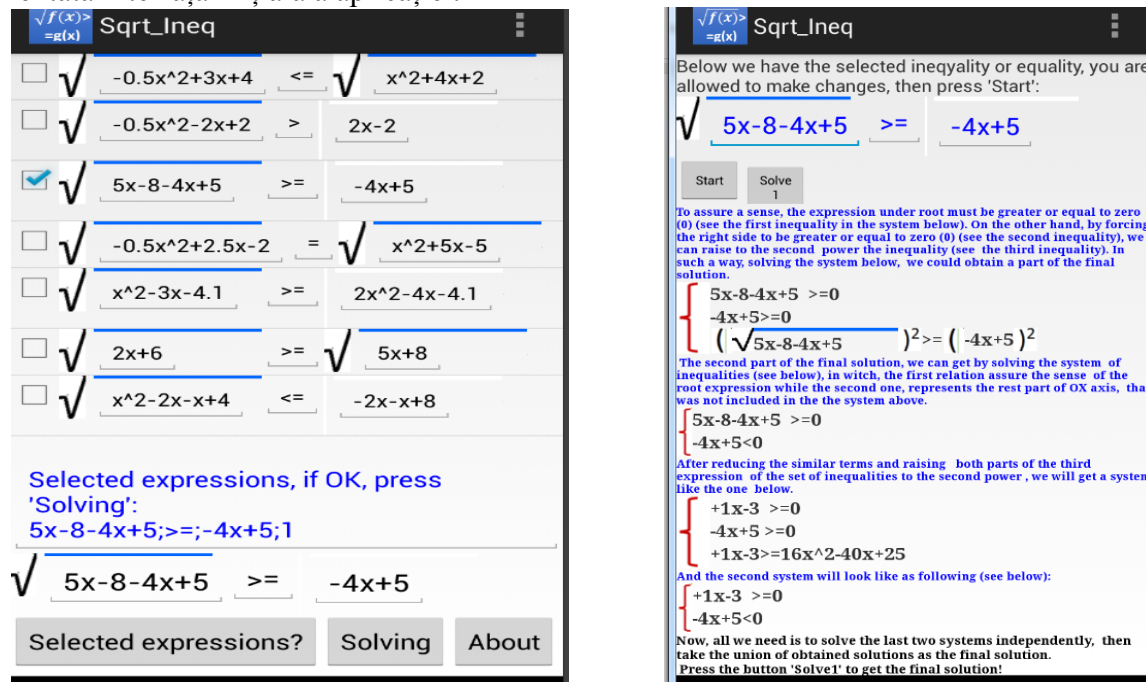 √f(x)>
=g(x)
Sqrt_Ineq
√ -0.5x^2+3x+4 <= √ x^2+4x+2
√ -0.5x^2-2x+2 > 2x-2
√ 5x-8-4x+5 >= -4x+5
√ -0.5x^2+2.5x-2 = √ x^2+5x-5
√ x^2-3x-4.1 >= 2x^2-4x-4.1
√ 2x+6 >= √ 5x+8
√ x^2-2x-x+4 <= -2x-x+8
Selected expressions, if OK, press
'Solving':
5x-8-4x+5;>=;-4x+5;1
√ 5x-8-4x+5 >= -4x+5
Selected expressions? Solving About
√f(x)>
=g(x)
Sqrt_Ineq
Below we have the selected ineqyality or equality, you are
allowed to make changes, then press 'Start':
√ 5x-8-4x+5 >= -4x+5
Start Solve
1
To assure a sense, the expression under root must be greater or equal to zero
(0) (see the first inequality in the system below). On the other hand, by forcing
the right side to be greater or equal to zero (0) (see the second inequality), we
can raise to the second power the inequality (see the third inequality). In
such a way, solving the system below, we could obtain a part of the final
solution.
5x-8-4x+5 >=0
-4x+5>=0
( √5x-8-4x+5 )²>= ( -4x+5 )²
The second part of the final solution, we can get by solving the system of
inequalities (see below), in witch, the first relation assure the sense of the
root expression while the second one, represents the rest part of OX axis, tha
was not included in the the system above.
5x-8-4x+5 >=0
-4x+5<0
After reducing the similar terms and raising both parts of the third
expression of the set of inequalities to the second power , we will get a system
like the one below.
+1x-3 >=0
-4x+5 >=0
+1x-3>=16x^2-40x+25
And the second system will look like as following (see below):
+1x-3 >=0
-4x+5<0
Now, all we need is to solve the last two systems independently, then
take the union of obtained solutions as the final solution.
Press the button 'Solve1' to get the final solution!